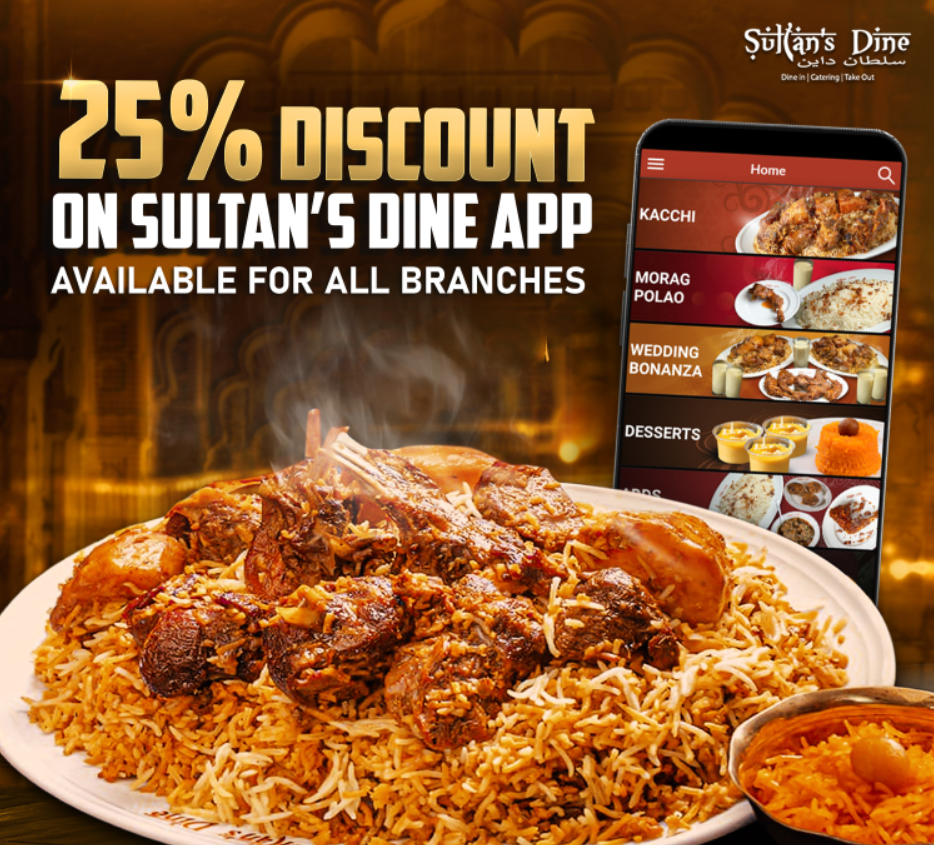 Sultan's Dine
سلطان داین
Dine in | Catering | Take Out
25% DISCOUNT
ON SULTAN'S DINE APP
AVAILABLE FOR ALL BRANCHES
Home
KACCHI
MORAG
POLAO
WEDDING
BONANZA
DESSERTS